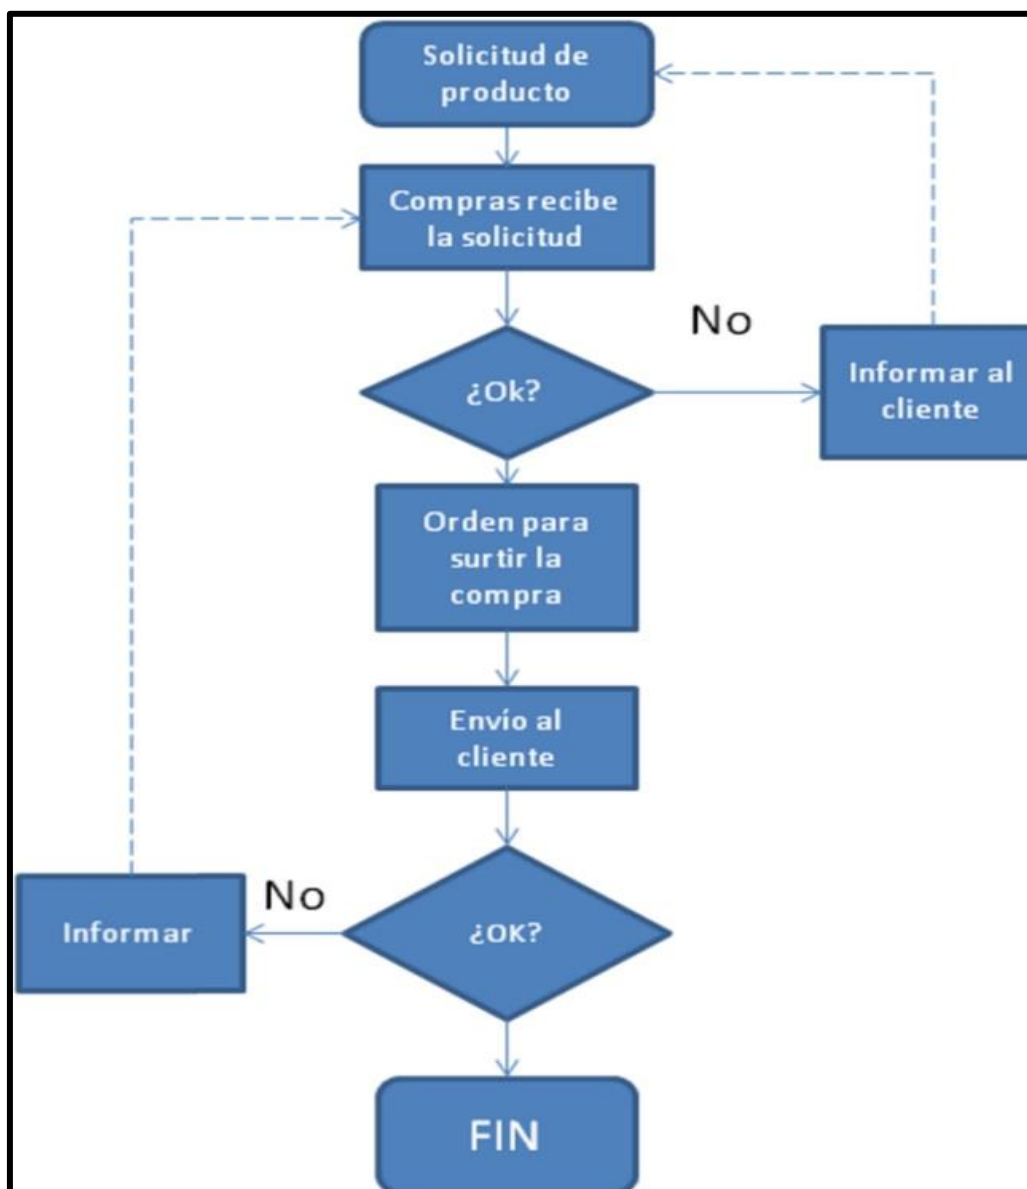 Solicitud de
producto
Compras recibe
la solicitud
No
¿Ok?
Informar al
cliente
Orden para
surtir la
compra
Envío al
cliente
No
Informar
¿OK?
FIN